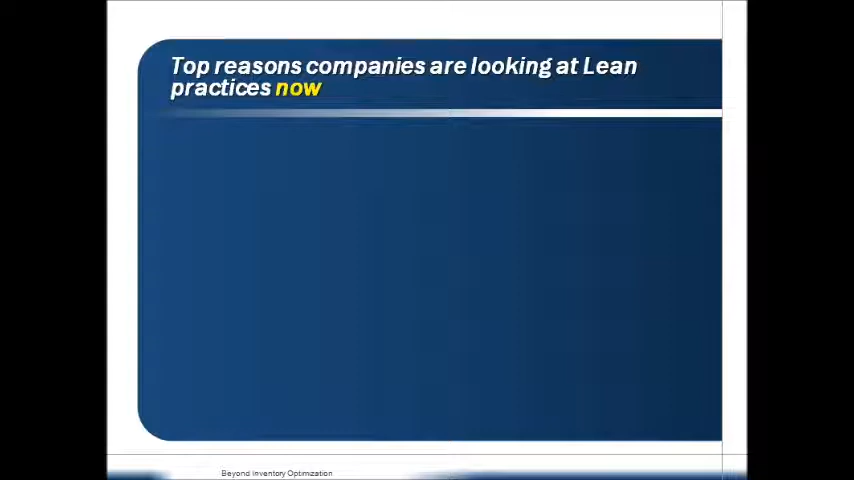 Top reasons companies are looking at Lean
practices now
Beyond Inventory Optimization